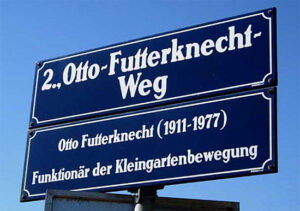 2., Otto-Futterknecht-
Weg
Otto Futterknecht (1911-1977)
Funktionär der Kleingartenbewegung